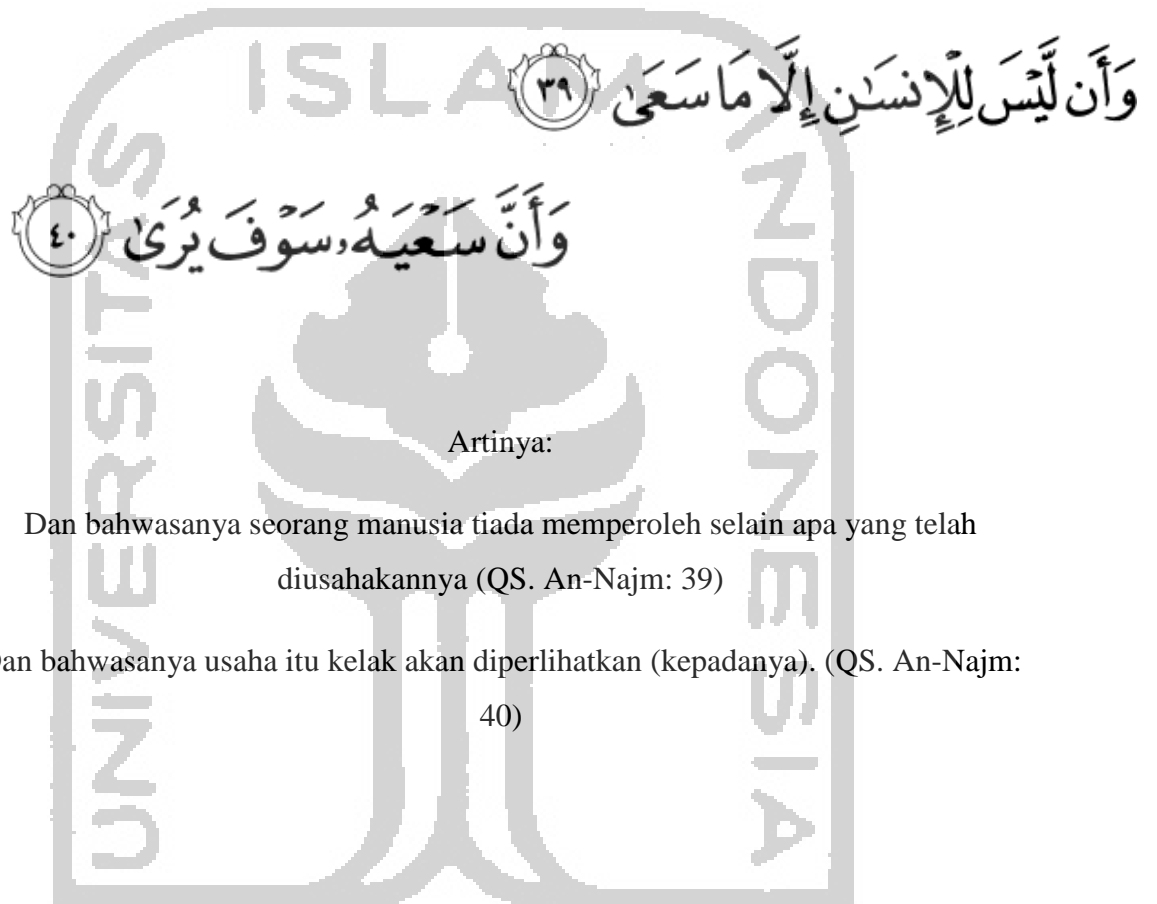 وَأَن لَّيْسَ لِلْإِنسَٰنِ إِلَّا مَا سَعَىٰ ٣٩
وَأَنَّ سَعْيَهُۥ سَوْفَ يُرَىٰ ٤٠
Artinya:
Dan bahwasanya seorang manusia tiada memperoleh selain apa yang telah
diusahakannya (QS. An-Najm: 39)
an bahwasanya usaha itu kelak akan diperlihatkan (kepadanya). (QS. An-Najm:
40)
UNIVERSITAS
ISLAM
INDONESIA